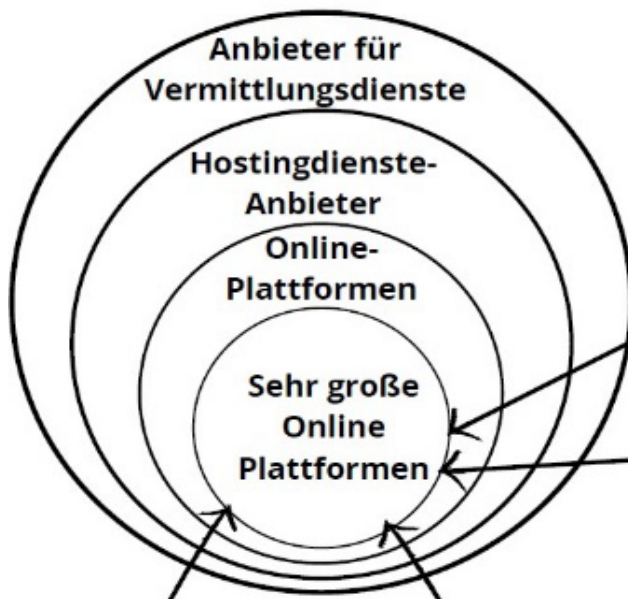 Anbieter für
Vermittlungsdienste
Hostingdienste-
Anbieter
Online-
Plattformen
Sehr große
Online
Plattformen